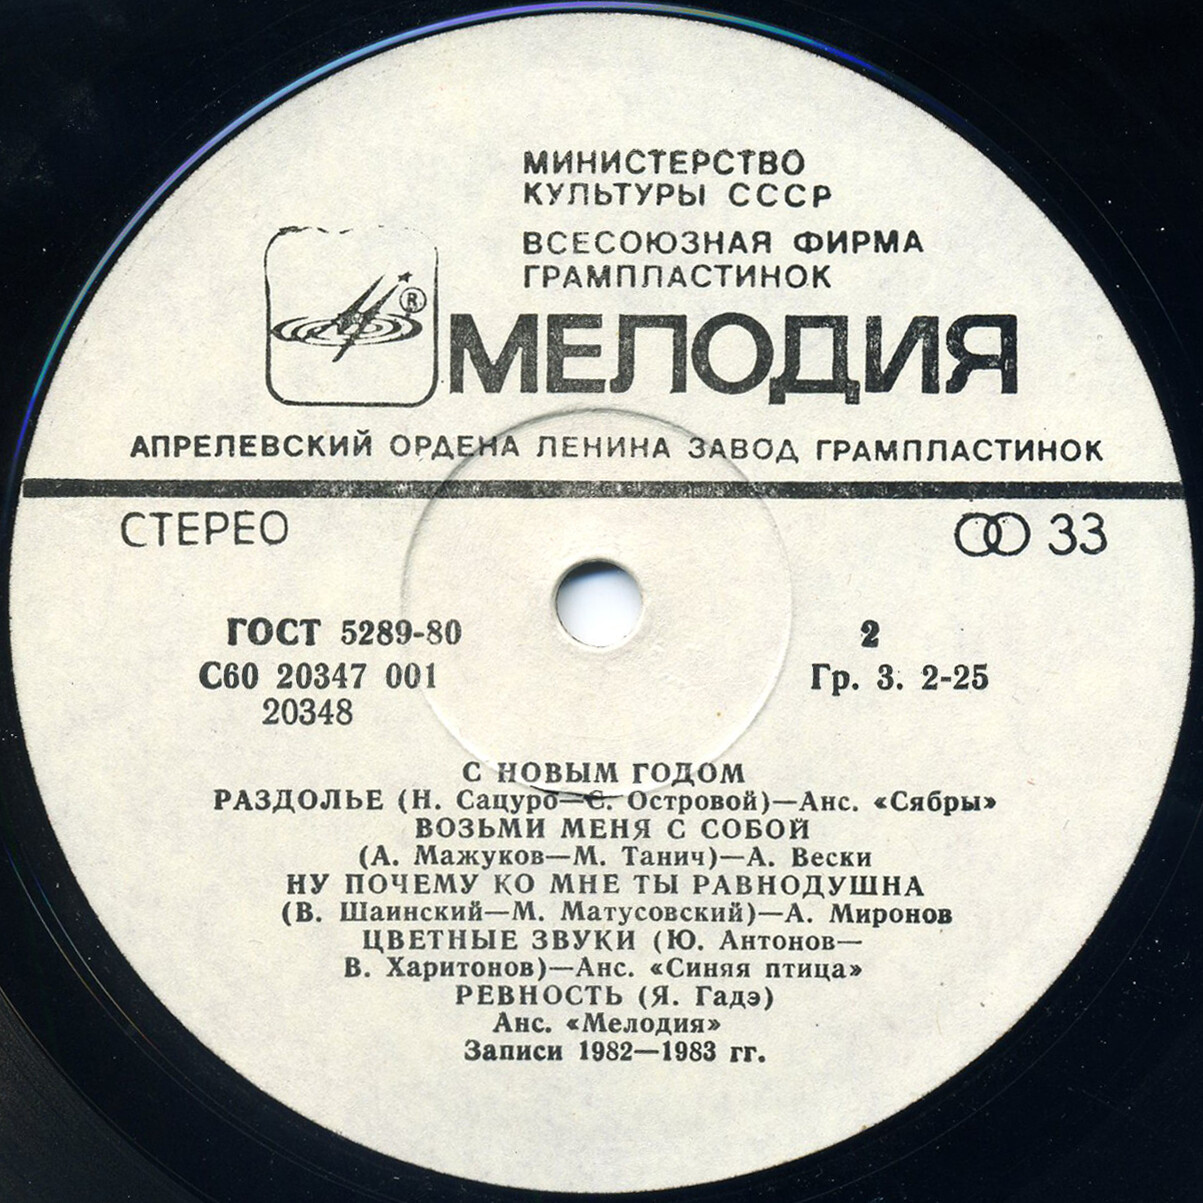 МИНИСТЕРСТВО
КУЛЬТУРЫ СССР
ВСЕСОЮЗНАЯ ФИРМА
ГРАМПЛАСТИНОК
®
МЕЛОДИЯ
АПРЕЛЕВСКИЙ ОРДЕНА ЛЕНИНА ЗАВОД ГРАМПЛАСТИНОК
СТЕРЕО
33
ГОСТ 5289-80
2
С60 20347 001
Гр. 3. 2-25
20348
С НОВЫМ ГОДОМ
РАЗДОЛЬЕ (Н. Сацуро—С. Островой)—Анс. «Сябры»
ВОЗЬМИ МЕНЯ С СОБОЙ
(А. Мажуков—М. Танич)—А. Вески
НУ ПОЧЕМУ КО МНЕ ТЫ РАВНОДУШНА
(В. Шаинский—М. Матусовский)—А. Миронов
ЦВЕТНЫЕ ЗВУКИ (Ю. Антонов—
В. Харитонов)—Анс. «Синяя птица»
РЕВНОСТЬ (Я. Гадэ)
Анс. «Мелодия»
Записи 1982—1983 гг.